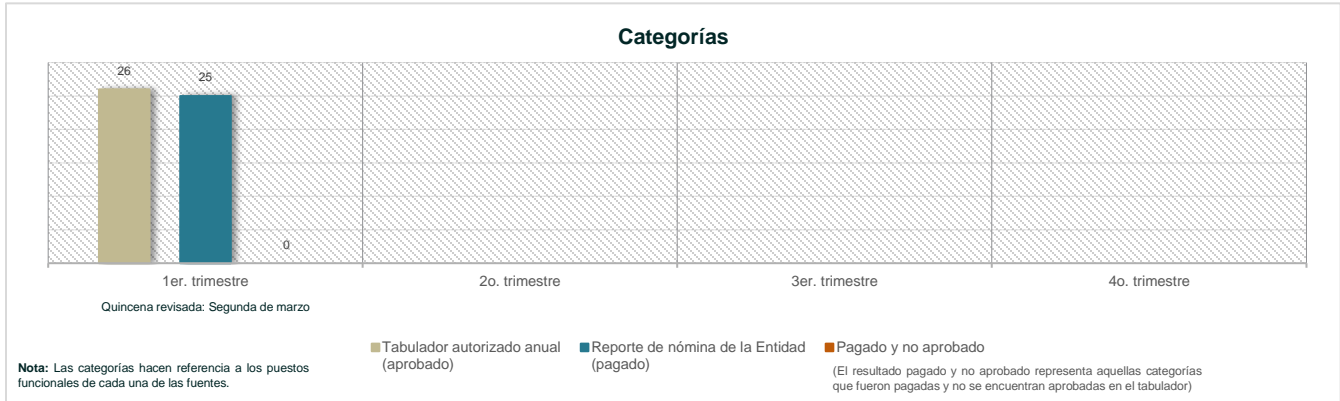 Categorías
26
25
0
1er. trimestre
2o. trimestre
3er. trimestre
4o. trimestre
Quincena revisada: Segunda de marzo
Tabulador autorizado anual
(aprobado)
Reporte de nómina de la Entidad
(pagado)
Pagado y no aprobado
(El resultado pagado y no aprobado representa aquellas categorías
que fueron pagadas y no se encuentran aprobadas en el tabulador)
Nota: Las categorías hacen referencia a los puestos
funcionales de cada una de las fuentes.